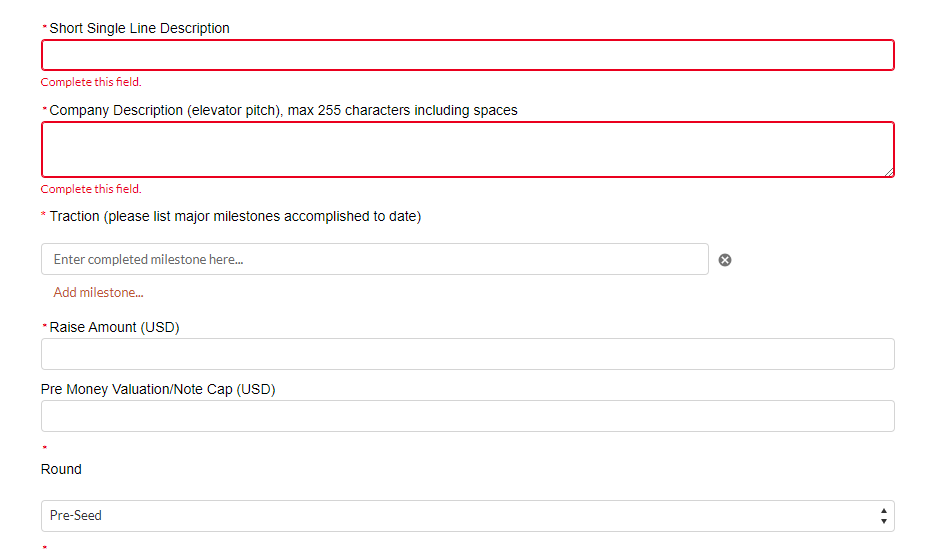 * Short Single Line Description
Complete this field.
* Company Description (elevator pitch), max 255 characters including spaces
Complete this field.
* Traction (please list major milestones accomplished to date)
Enter completed milestone here...
Add milestone...
* Raise Amount (USD)
Pre Money Valuation/Note Cap (USD)
*
Round
Pre-Seed
*